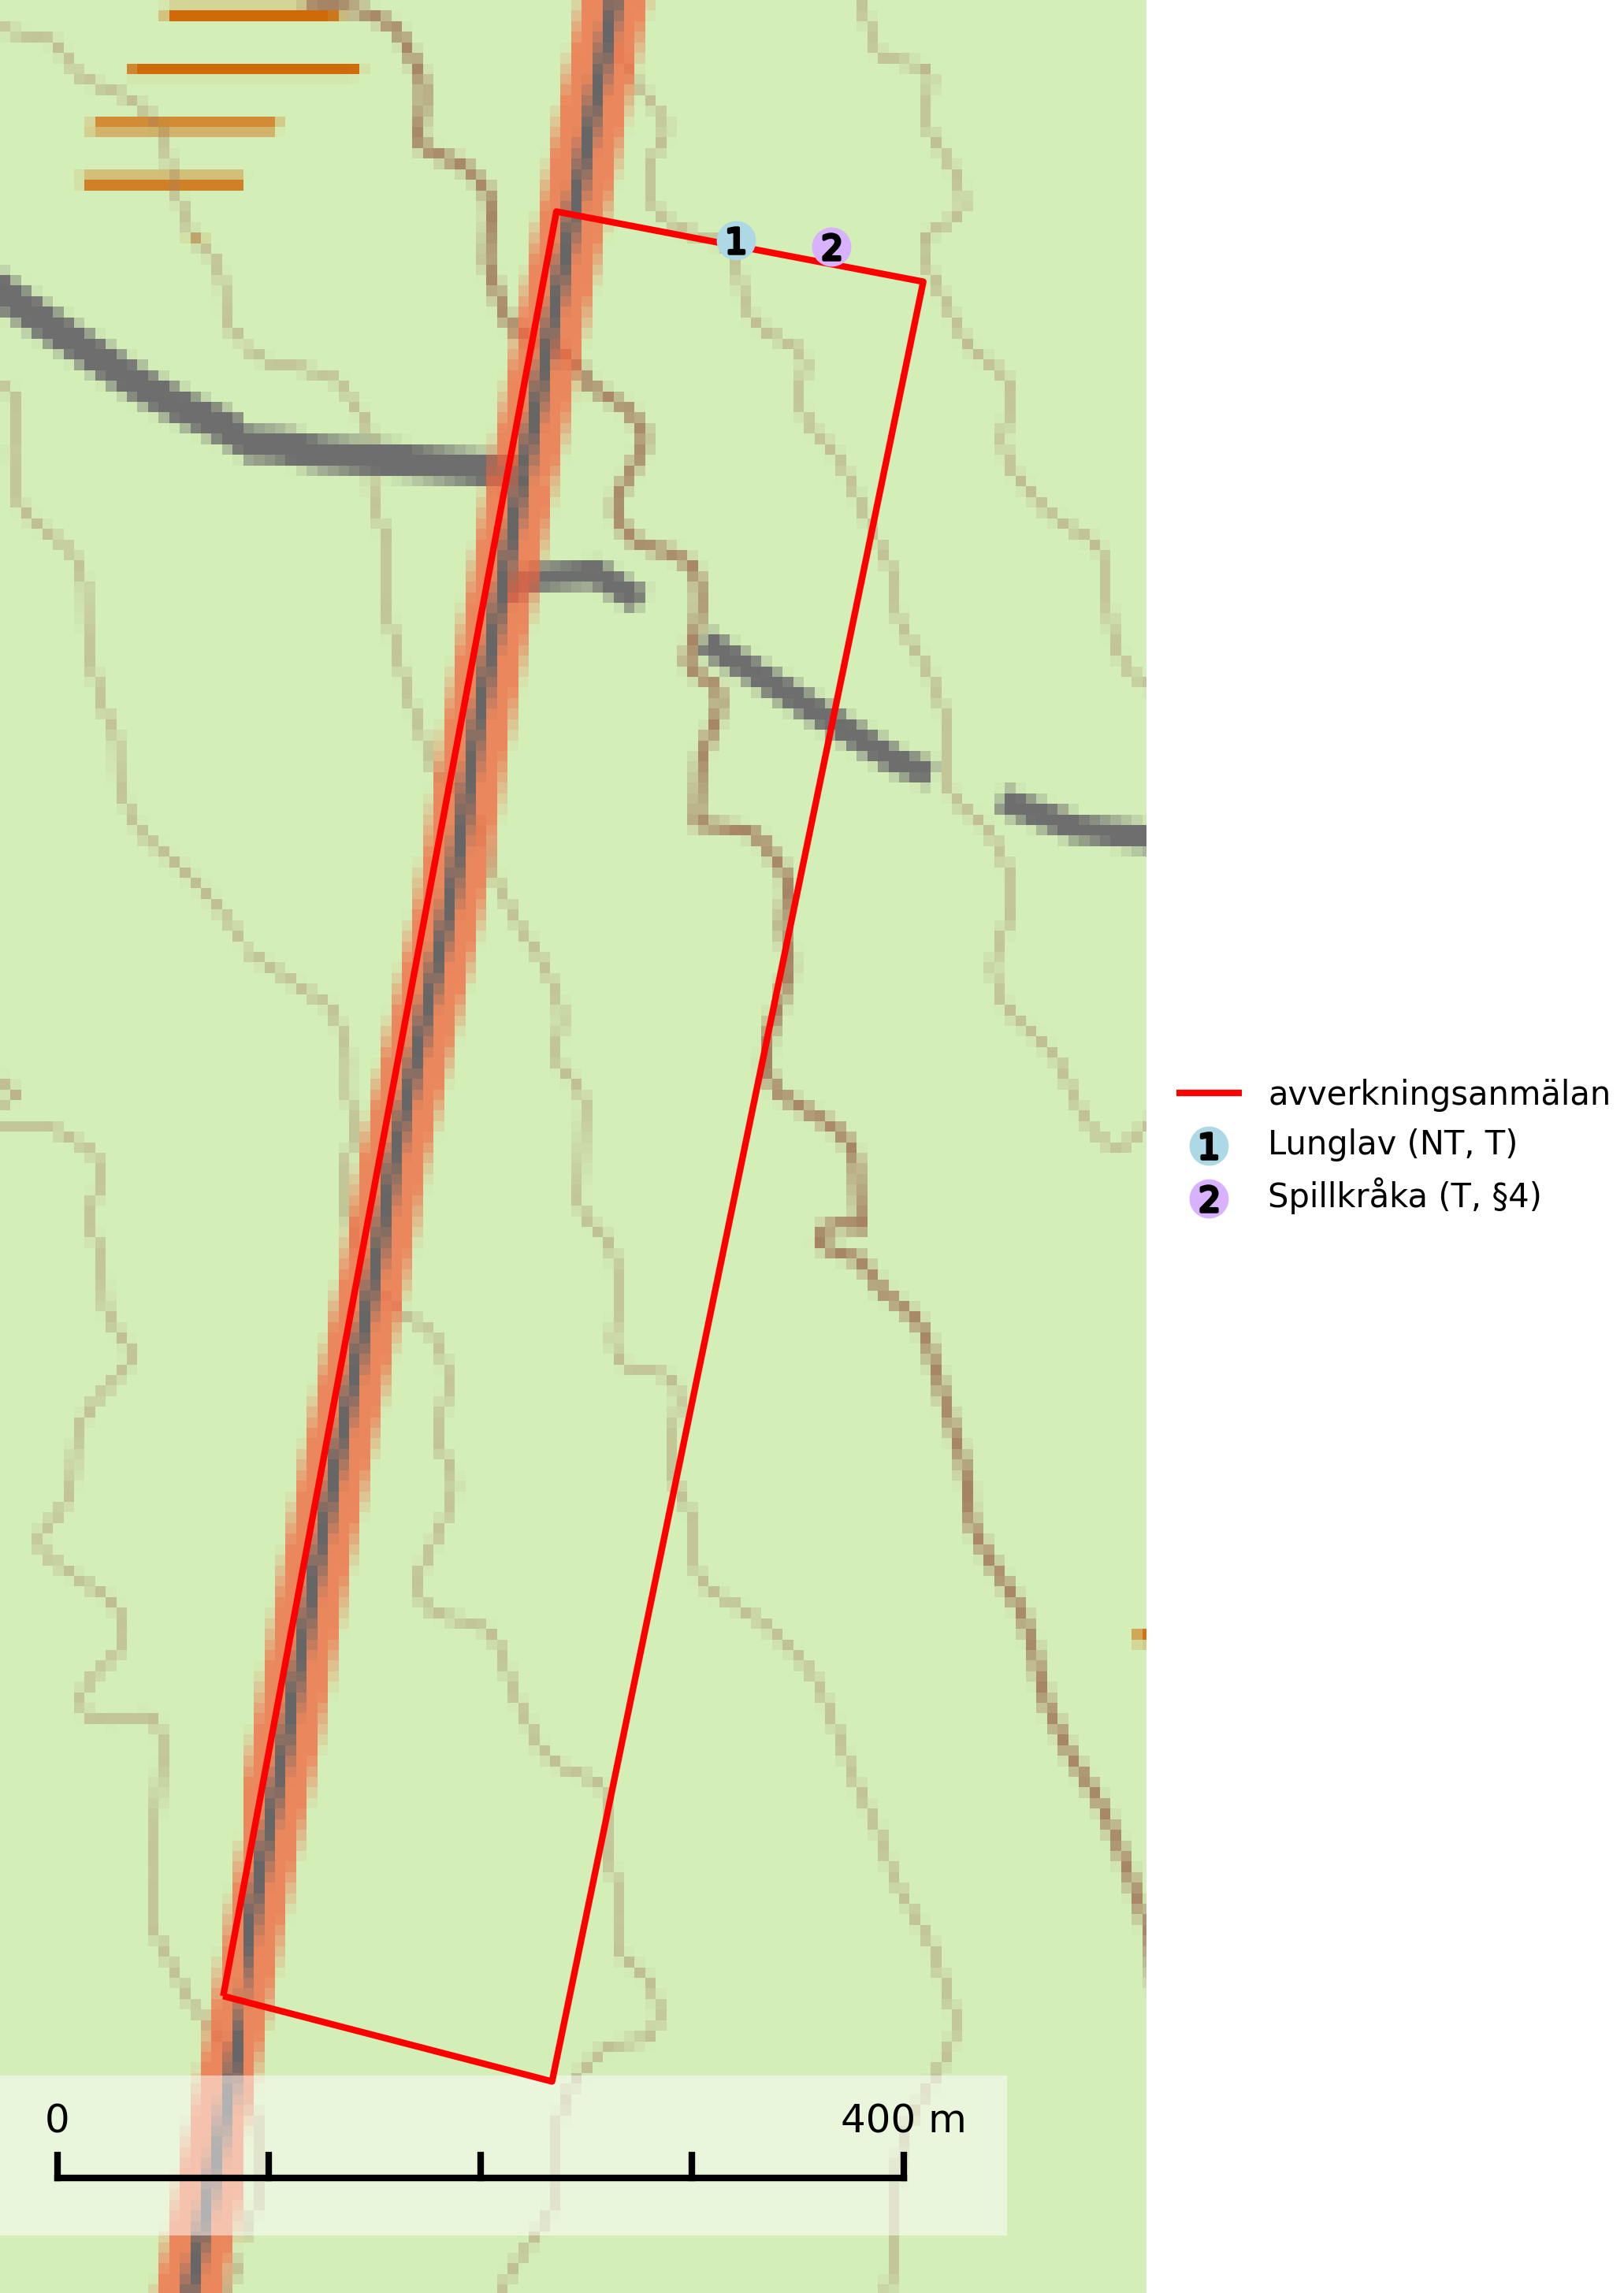 1
2
avverkningsanmälan
1 Lunglav (NT, T)
2 Spillkråka (T, §4)
0 400 m